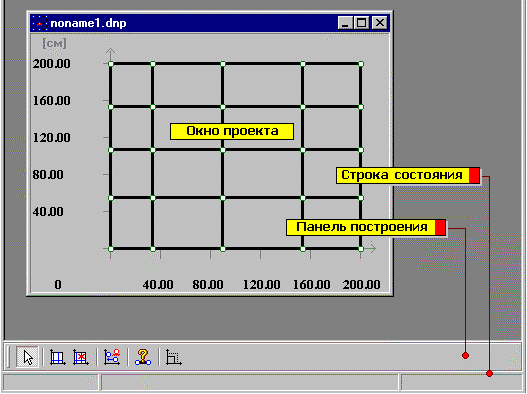 noname1.dnp
[см]
200.00
160.00
120.00
80.00
40.00
0
40.00
80.00
120.00
160.00
200.00
Окно проекта
Строка состояния
Панель построения